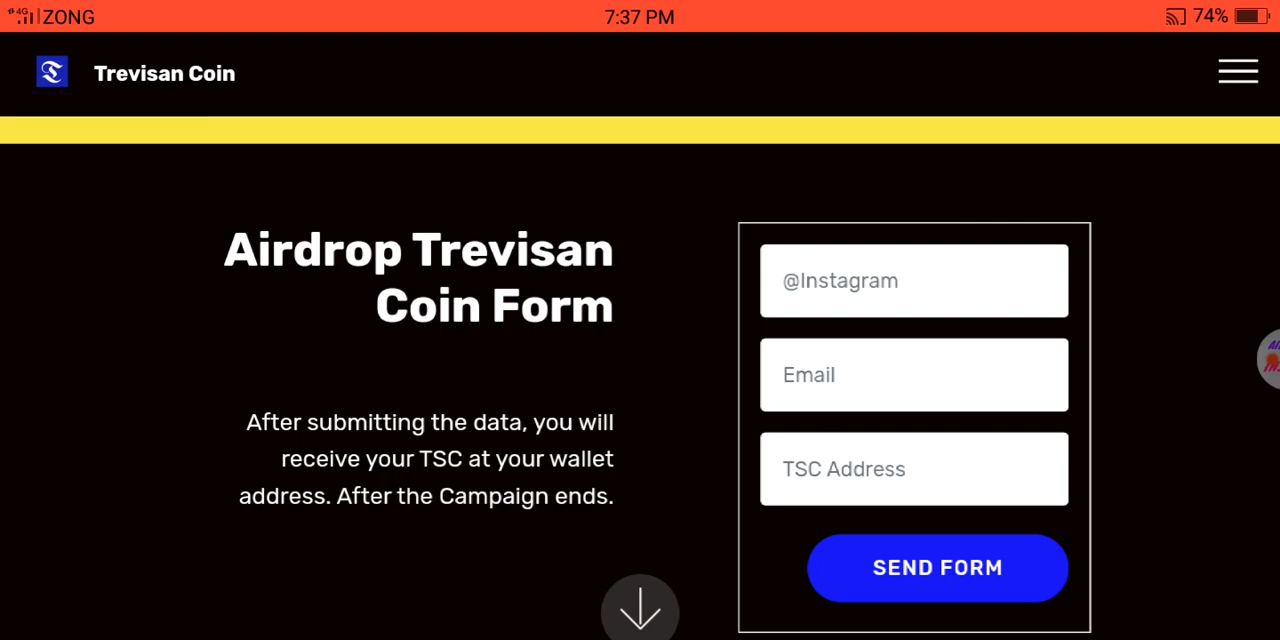 4G ZONG 7:37 PM 74%
Trevisan Coin
Airdrop Trevisan
Coin Form
After submitting the data, you will
receive your TSC at your wallet
address. After the Campaign ends.
@Instagram
Email
TSC Address
SEND FORM